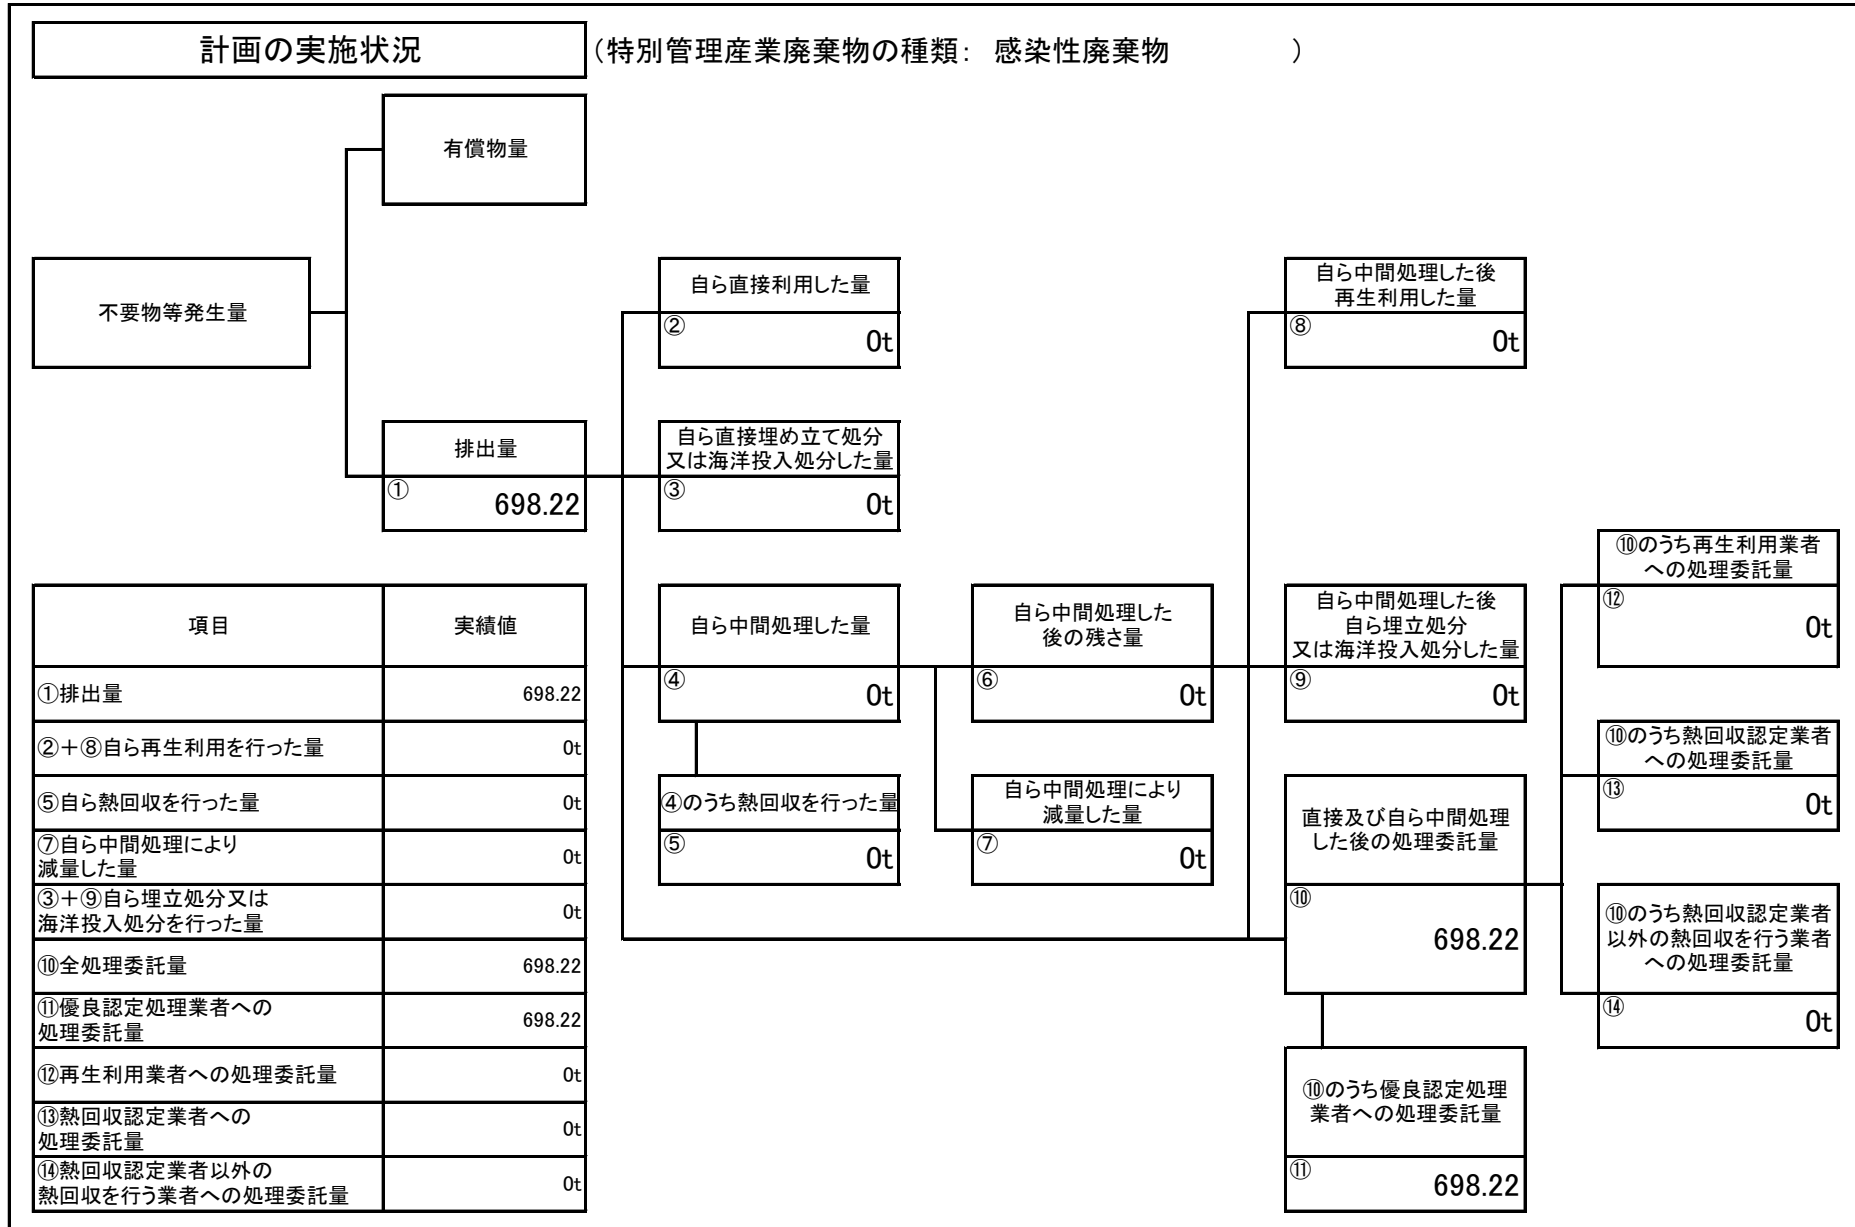 計画の実施状況
（特別管理産業廃棄物の種類： 感染性廃棄物 ）
有償物量
不要物等発生量
自ら直接利用した量
②
0t
自ら中間処理した後
再生利用した量
⑧
0t
排出量
①
698.22
自ら直接埋め立て処分
又は海洋投入処分した量
③
0t
自ら中間処理した量
④
0t
自ら中間処理した
後の残さ量
⑥
0t
自ら中間処理した後
自ら埋立処分
又は海洋投入処分した量
⑨
0t
⑩のうち再生利用業者
への処理委託量
⑫
0t
④のうち熱回収を行った量
⑤
0t
自ら中間処理により
減量した量
⑦
0t
直接及び自ら中間処理
した後の処理委託量
⑩
698.22
⑩のうち熱回収認定業者
への処理委託量
⑬
0t
⑩のうち熱回収認定業者
以外の熱回収を行う業者
への処理委託量
⑭
0t
⑩のうち優良認定処理
業者への処理委託量
⑪
698.22
項目 実績値
①排出量 698.22
②＋⑧自ら再生利用を行った量 0t
⑤自ら熱回収を行った量 0t
⑦自ら中間処理により
減量した量 0t
③＋⑨自ら埋立処分又は
海洋投入処分を行った量 0t
⑩全処理委託量 698.22
⑪優良認定処理業者への
処理委託量 698.22
⑫再生利用業者への処理委託量 0t
⑬熱回収認定業者への
処理委託量 0t
⑭熱回収認定業者以外の
熱回収を行う業者への処理委託量 0t